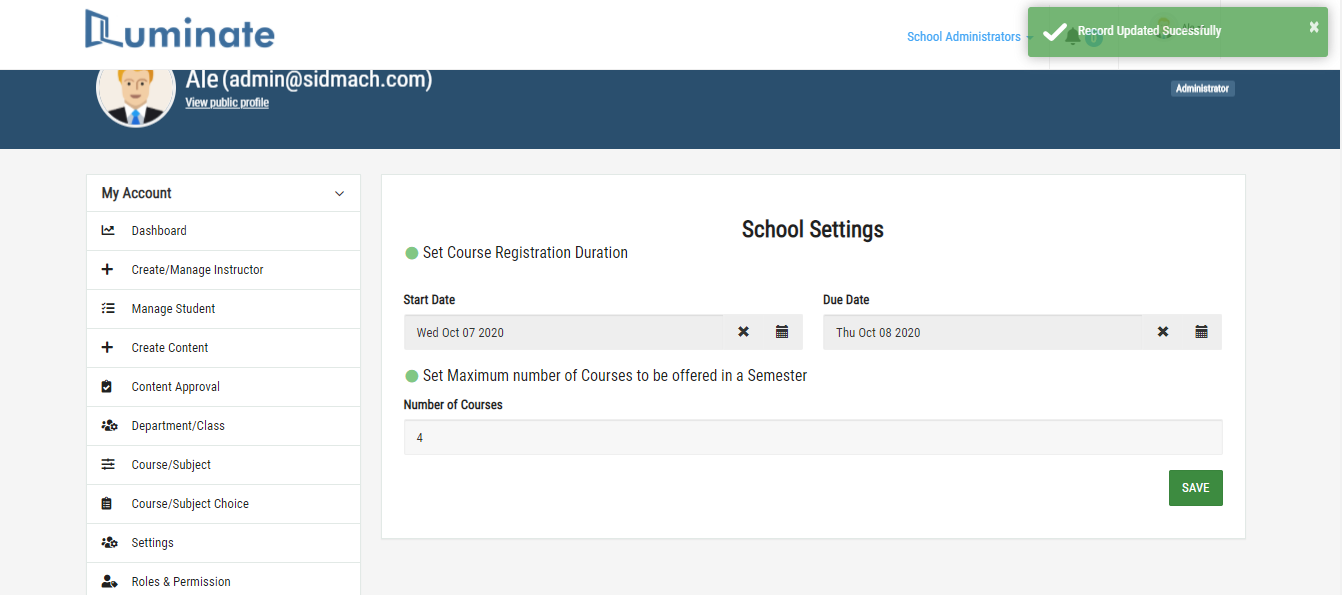 Luminate
School Administrators
Record Updated Sucessfully
Ale (admin@sidmach.com)
View public profile
Administrator
My Account
Dashboard
Create/Manage Instructor
Manage Student
Create Content
Content Approval
Department/Class
Course/Subject
Course/Subject Choice
Settings
Roles & Permission
School Settings
Set Course Registration Duration
Start Date
Due Date
Wed Oct 07 2020
Thu Oct 08 2020
Set Maximum number of Courses to be offered in a Semester
Number of Courses
4
SAVE